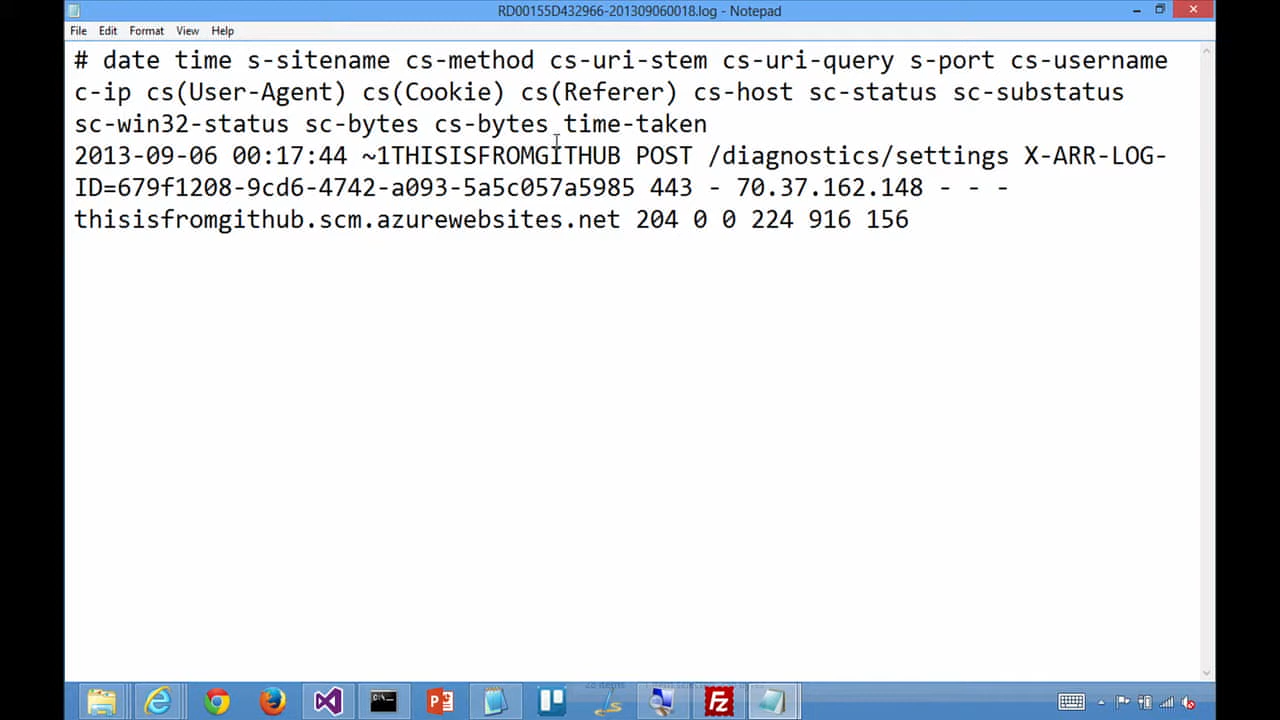 RD00155D432966-201309060018.log - Notepad
File Edit Format View Help
# date time s-sitename cs-method cs-uri-stem cs-uri-query s-port cs-username
c-ip cs(User-Agent) cs(Cookie) cs(Referer) cs-host sc-status sc-substatus
sc-win32-status sc-bytes cs-bytes time-taken
2013-09-06 00:17:44 ~1THISISFROMGITHUB POST /diagnostics/settings X-ARR-LOG-
ID=679f1208-9cd6-4742-a093-5a5c057a5985 443 - 70.37.162.148 - - -
thisisfromgithub.scm.azurewebsites.net 204 0 0 224 916 156